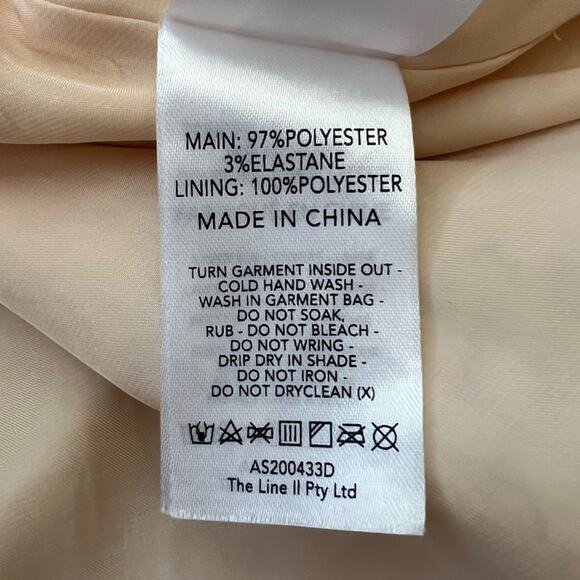 MAIN: 97%POLYESTER
3%ELASTANE
LINING: 100%POLYESTER
MADE IN CHINA
TURN GARMENT INSIDE OUT -
COLD HAND WASH -
WASH IN GARMENT BAG -
DO NOT SOAK,
RUB - DO NOT BLEACH -
DO NOT WRING -
DRIP DRY IN SHADE -
DO NOT IRON -
DO NOT DRYCLEAN (X)
AS200433D
The Line II Pty Ltd